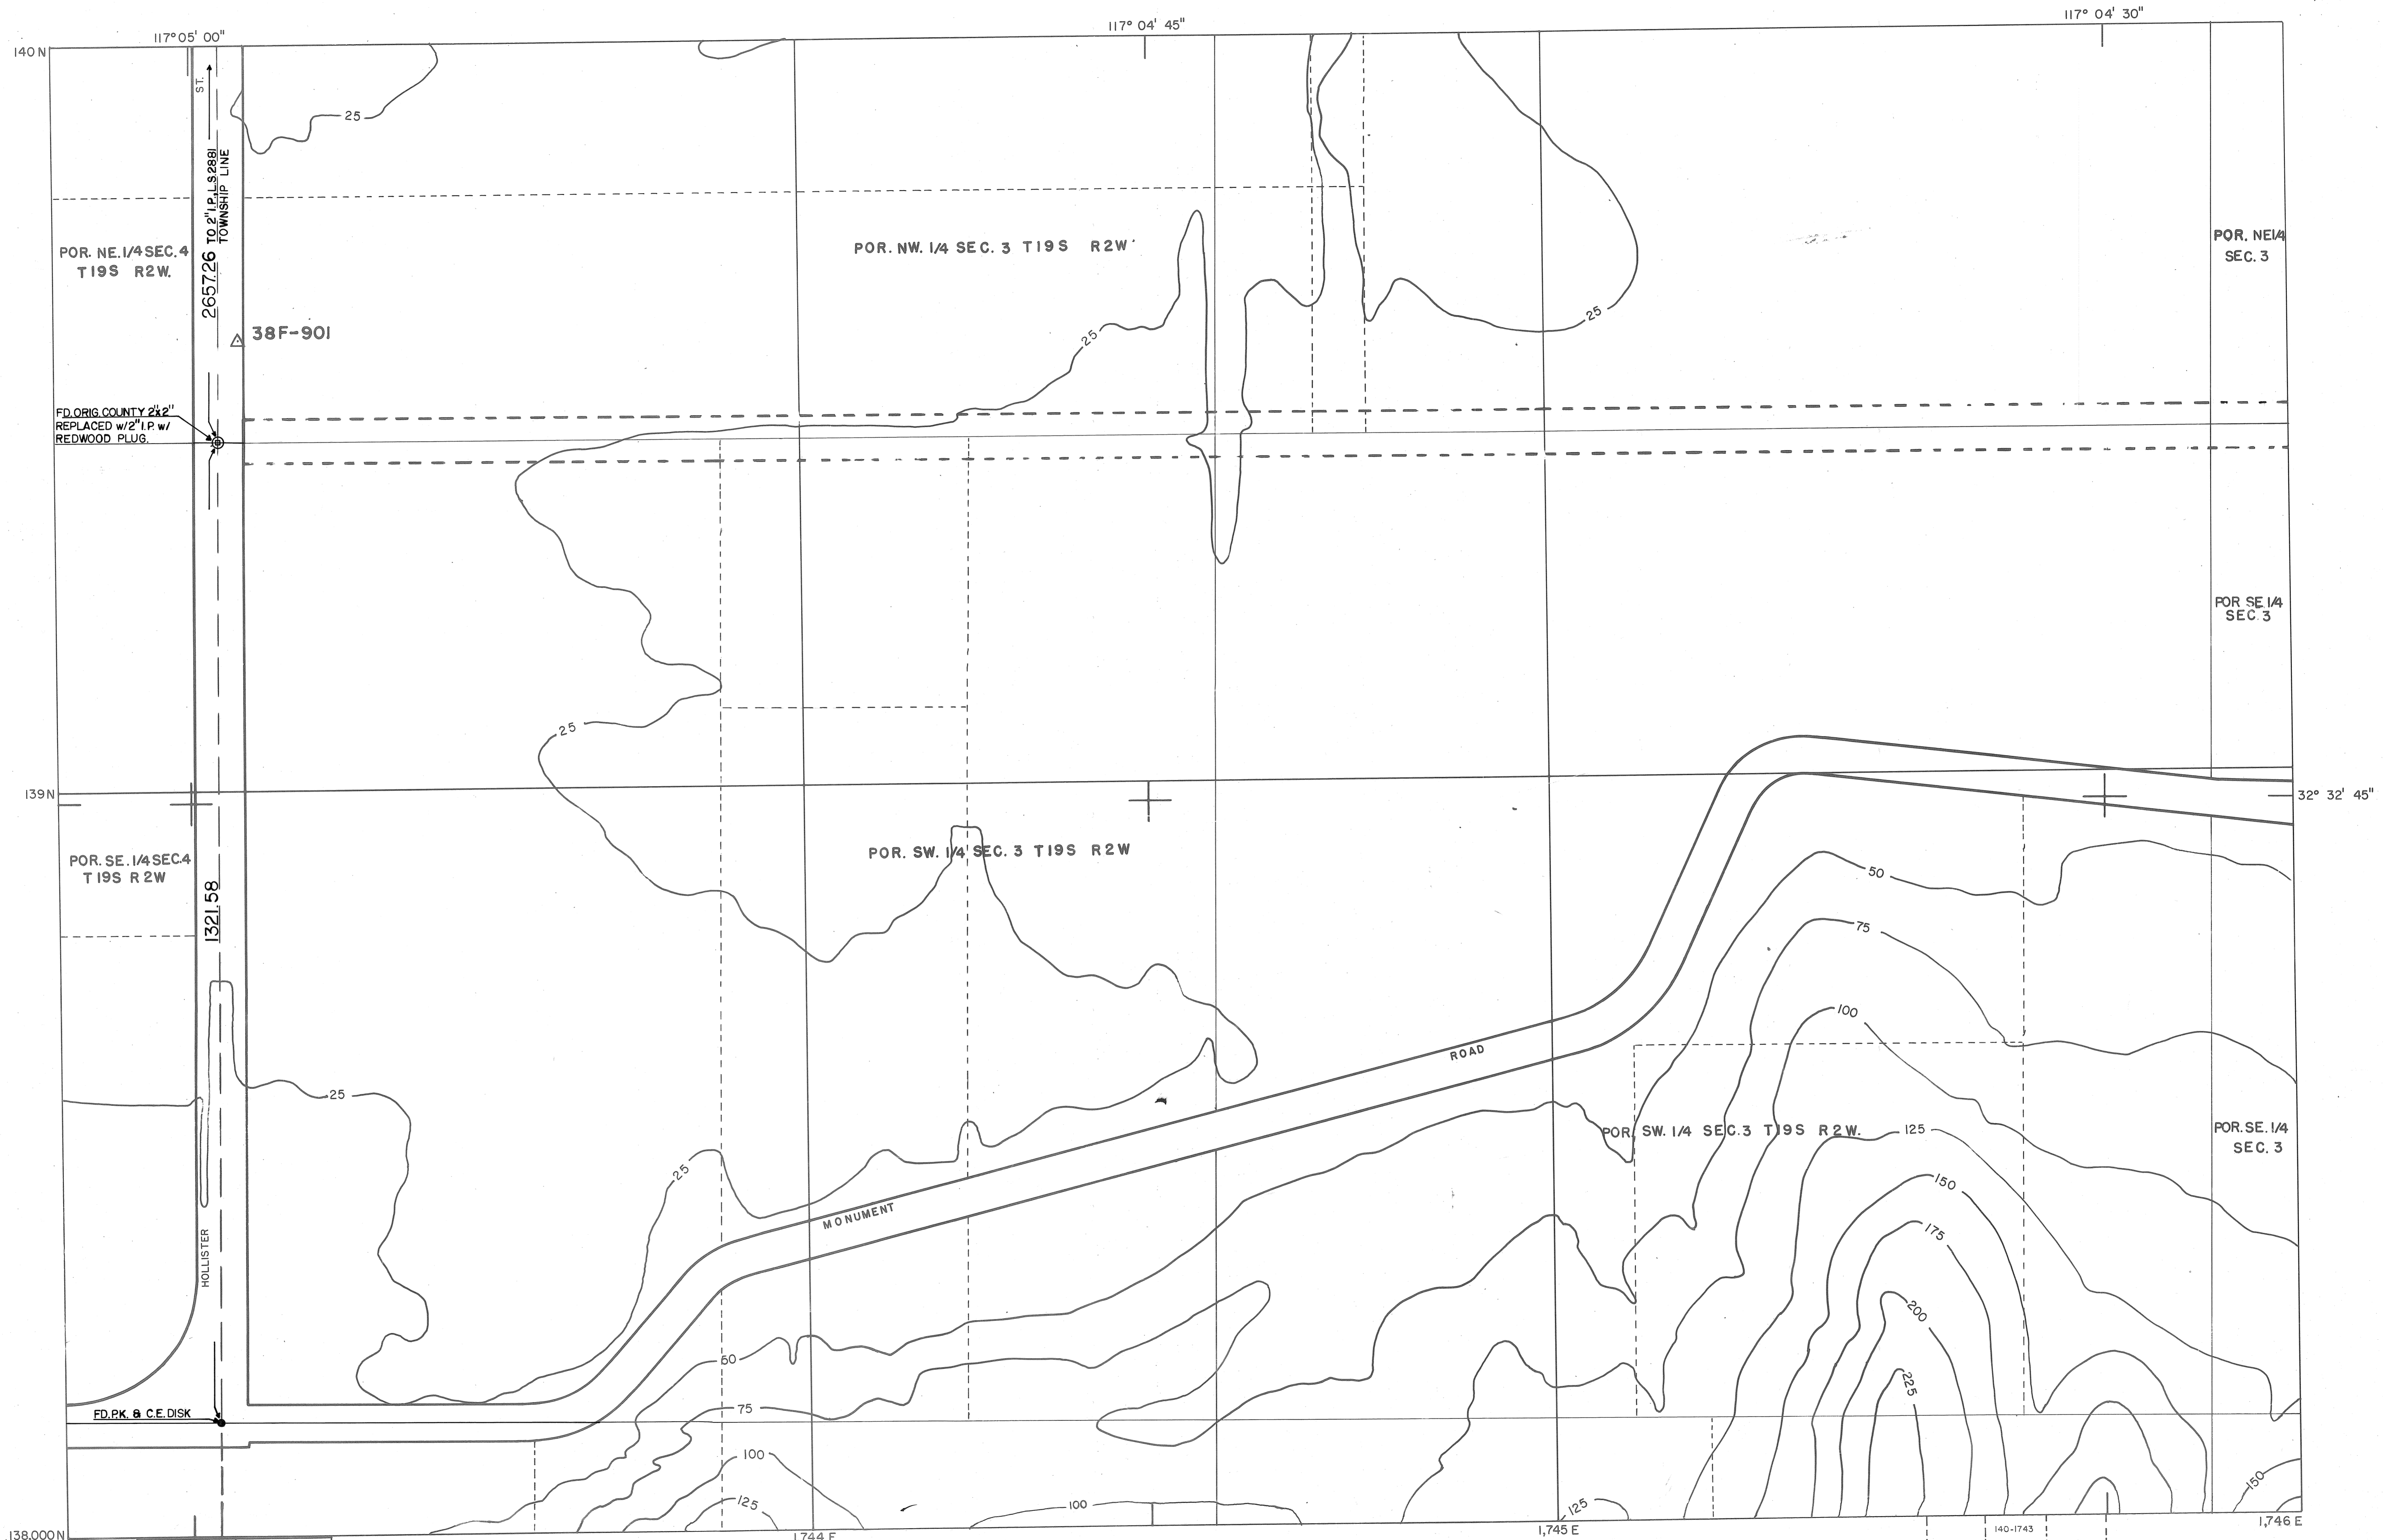 117° 05' 00"
117° 04' 45"
117° 04' 30"
140 N
ST.
25
2657.26 TO 2" I.P., L.S. 2881
TOWNSHIP LINE
POR. NE. 1/4 SEC. 4
T19S R2W.
POR. NW. 1/4 SEC. 3 T19S R2W
POR. NE1/4
SEC. 3
38F-901
25
25
FD. ORIG. COUNTY 2"x2"
REPLACED w/2" I.P. w/
REDWOOD PLUG.
POR. SE. 1/4
SEC. 3
25
139 N
32° 32' 45"
POR. SE. 1/4 SEC. 4
T19S R2W
1321.58
POR. SW. 1/4 SEC. 3 T19S R2W
50
75
100
ROAD
25
POR. SW. 1/4 SEC. 3 T19S R2W.
125
POR. SE. 1/4
SEC. 3
25
150
MONUMENT
175
HOLLISTER
200
50
225
FD. P.K. & C.E. DISK
75
100
125
100
125
150
138,000 N
1,744 E
1,745 E
140-1743
1,746 E